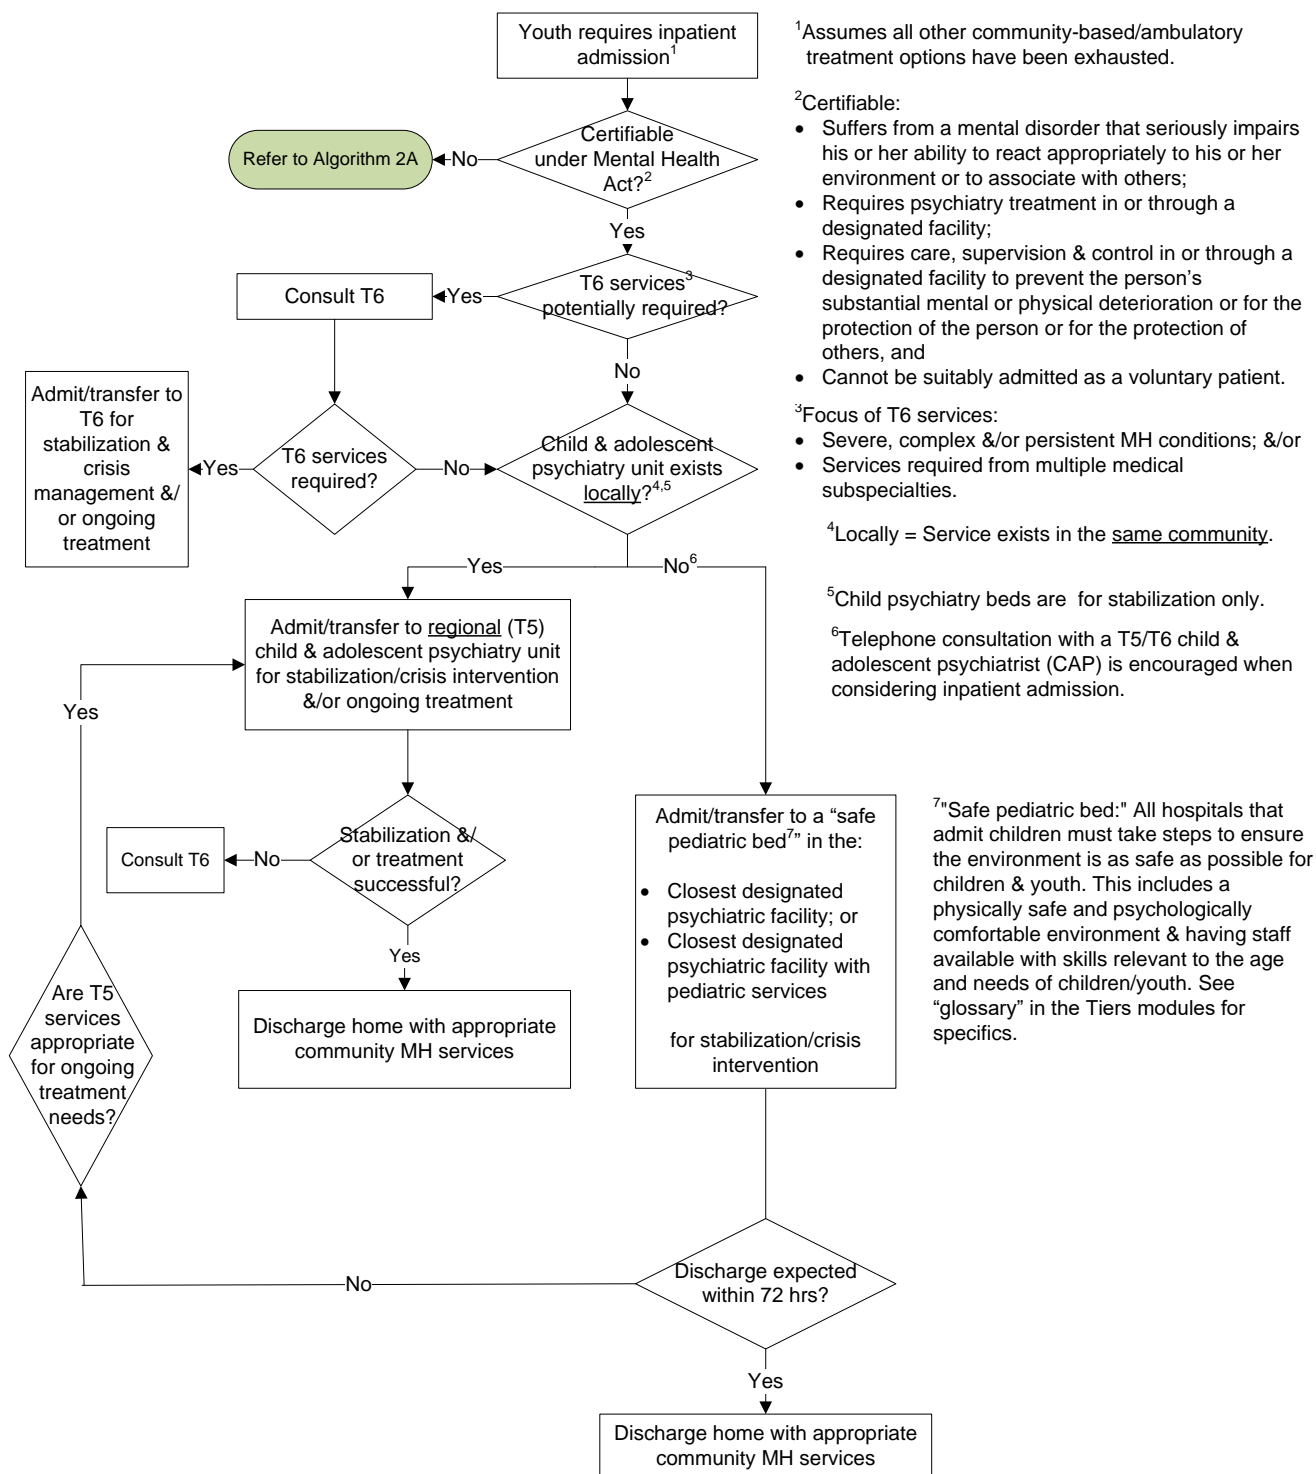 Youth requires inpatient
admission1
1Assumes all other community-based/ambulatory
treatment options have been exhausted.
Certifiable
under Mental Health
Act?2
No
Refer to Algorithm 2A
Yes
2Certifiable:
• Suffers from a mental disorder that seriously impairs
his or her ability to react appropriately to his or her
environment or to associate with others;
• Requires psychiatry treatment in or through a
designated facility;
• Requires care, supervision & control in or through a
designated facility to prevent the person’s
substantial mental or physical deterioration or for the
protection of the person or for the protection of
others, and
• Cannot be suitably admitted as a voluntary patient.
T6 services3
potentially required?
Yes
Consult T6
No
3Focus of T6 services:
• Severe, complex &/or persistent MH conditions; &/or
• Services required from multiple medical
subspecialties.
T6 services
required?
Yes
Admit/transfer to
T6 for
stabilization &
crisis
management &/
or ongoing
treatment
No
Child & adolescent
psychiatry unit exists
locally?4,5
4Locally = Service exists in the same community.
5Child psychiatry beds are  for stabilization only.
6Telephone consultation with a T5/T6 child &
adolescent psychiatrist (CAP) is encouraged when
considering inpatient admission.
Yes
No6
Admit/transfer to regional (T5)
child & adolescent psychiatry unit
for stabilization/crisis intervention
&/or ongoing treatment
Yes
Stabilization &/
or treatment
successful?
No
Consult T6
Yes
Discharge home with appropriate
community MH services
Admit/transfer to a “safe
pediatric bed7” in the:
• Closest designated
psychiatric facility; or
• Closest designated
psychiatric facility with
pediatric services
for stabilization/crisis
intervention
7"Safe pediatric bed:" All hospitals that
admit children must take steps to ensure
the environment is as safe as possible for
children & youth. This includes a
physically safe and psychologically
comfortable environment & having staff
available with skills relevant to the age
and needs of children/youth. See
“glossary” in the Tiers modules for
specifics.
Are T5
services
appropriate
for ongoing
treatment
needs?
No
Discharge expected
within 72 hrs?
Yes
Discharge home with appropriate
community MH services